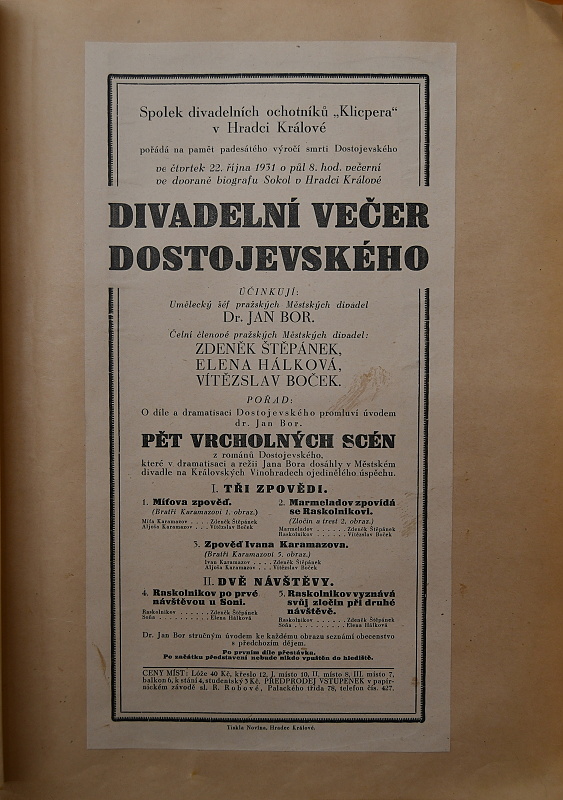 Spolek divadelních ochotníků „Klicpera“
v Hradci Králové
pořádá na pamět padesátého výročí smrti Dostojevského
ve čtvrtek 22. října 1931 o půl 8. hod. večerní
ve dvoraně biografu Sokol v Hradci Králové
DIVADELNÍ VEČER
DOSTOJEVSKÉHO
ÚČINKUJÍ:
Umělecký šéf pražských Městských divadel
Dr. JAN BOR.
Čelní členové pražských Městských divadel:
ZDENĚK ŠTĚPÁNEK,
ELENA HÁLKOVÁ,
VÍTĚZSLAV BOČEK.
POŘAD:
O díle a dramatisaci Dostojevského promluví úvodem
dr. Jan Bor.
PĚT VRCHOLNÝCH SCÉN
z románů Dostojevského,
které v dramatisaci a režii Jana Bora dosáhly v Městském
divadle na Královských Vinohradech ojedinělého úspěchu.
I. TŘI ZPOVĚDI.
1. Miťova zpověď.
(Bratři Karamazovi 1. obraz.)
Miťa Karamazov . . . . Zdeněk Štěpánek
Aljoša Karamazov . . . Vítězslav Boček
2. Marmeladov zpovídá
se Raskolnikovi.
(Zločin a trest 2. obraz.)
Marmeladov . . . . . . Zdeněk Štěpánek
Raskolnikov . . . . . . Vítězslav Boček
3. Zpověď Ivana Karamazova.
(Bratři Karamazovi 5. obraz.)
Ivan Karamazov . . . . Zdeněk Štěpánek
Aljoša Karamazov . . . Vítězslav Boček
II. DVĚ NÁVŠTĚVY.
4. Raskolnikov po prvé
návštěvou u Soni.
Raskolnikov . . . . . . Zdeněk Štěpánek
Soňa . . . . . . . . . . Elena Hálková
5. Raskolnikov vyznává
svůj zločin při druhé
návštěvě.
Raskolnikov . . . . . . Zdeněk Štěpánek
Soňa . . . . . . . . . . Elena Hálková
Dr. Jan Bor stručným úvodem ke každému obrazu seznámí obecenstvo
s předchozím dějem.
Po prvním díle přestávka.
Po začátku představení nebude nikdo vpuštěn do hlediště.
CENY MÍST: Lóže 40 Kč, křeslo 12, I. místo 10, II. místo 8, III. místo 7,
balkon 6, k stání 4, studentský 3 Kč. PŘEDPRODEJ VSTUPENEK v papír-
nickém závodě sl. R. Bohové, Palackého třída 78, telefon čís. 427.
Tiskla Novina, Hradec Králové.